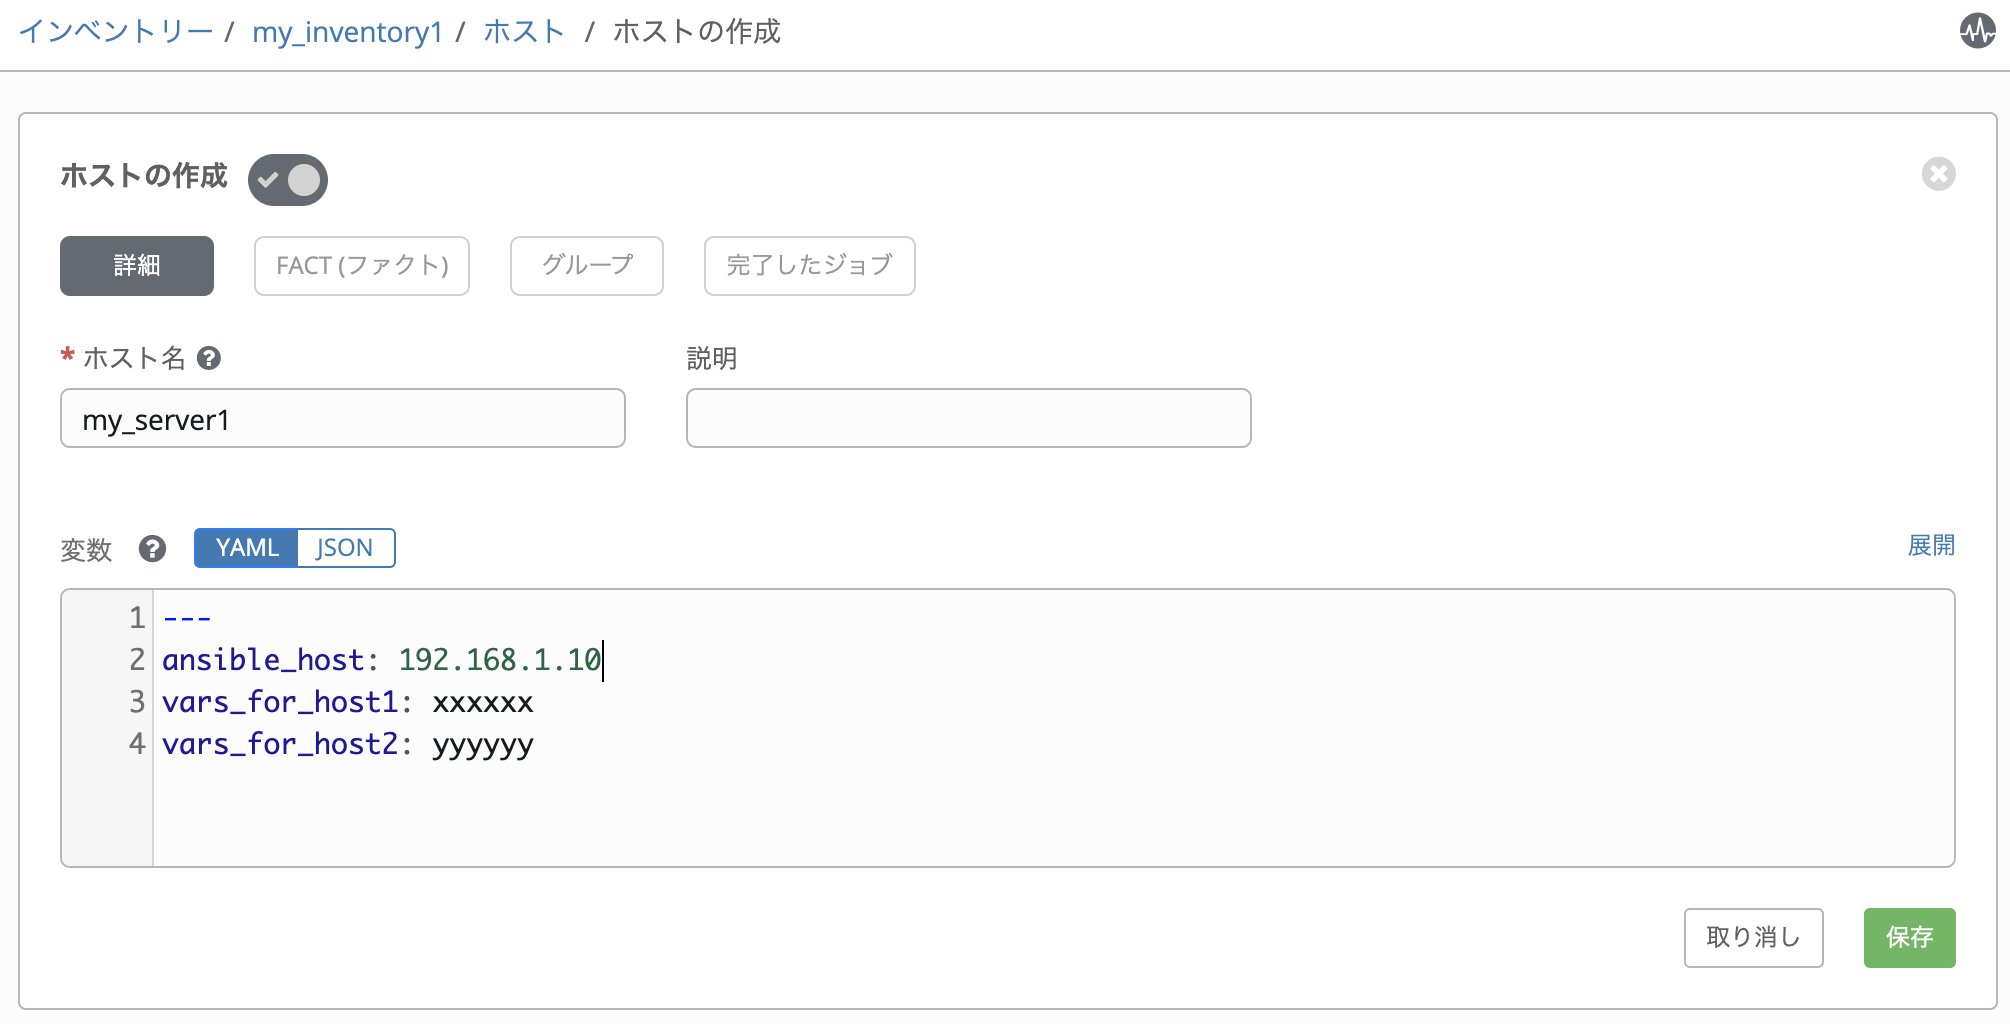 インベントリー / my_inventory1 / ホスト / ホストの作成
ホストの作成
詳細 FACT (ファクト) グループ 完了したジョブ
* ホスト名 ? 説明
my_server1
変数 ? YAML JSON 展開
1 ---
2 ansible_host: 192.168.1.10
3 vars_for_host1: xxxxxx
4 vars_for_host2: yyyyyy
取り消し 保存